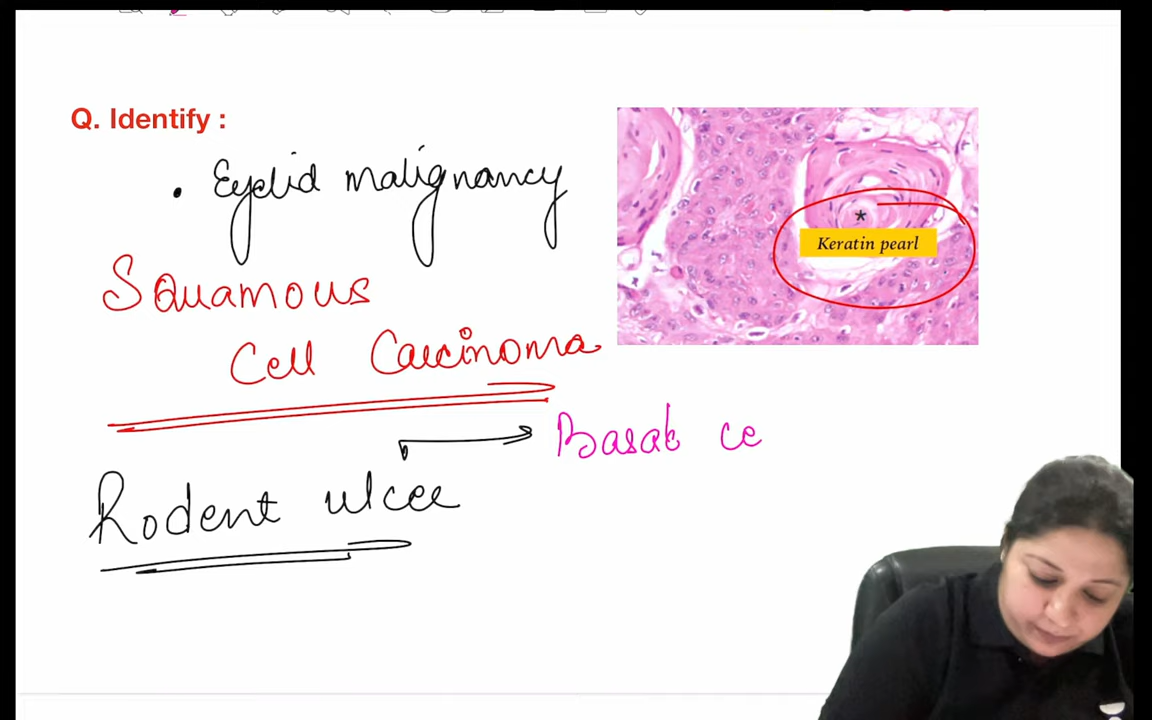 Q. Identify :
• Eyelid malignancy
Squamous
Cell Carcinoma
*
Keratin pearl
Basal ce
Rodent ulcer